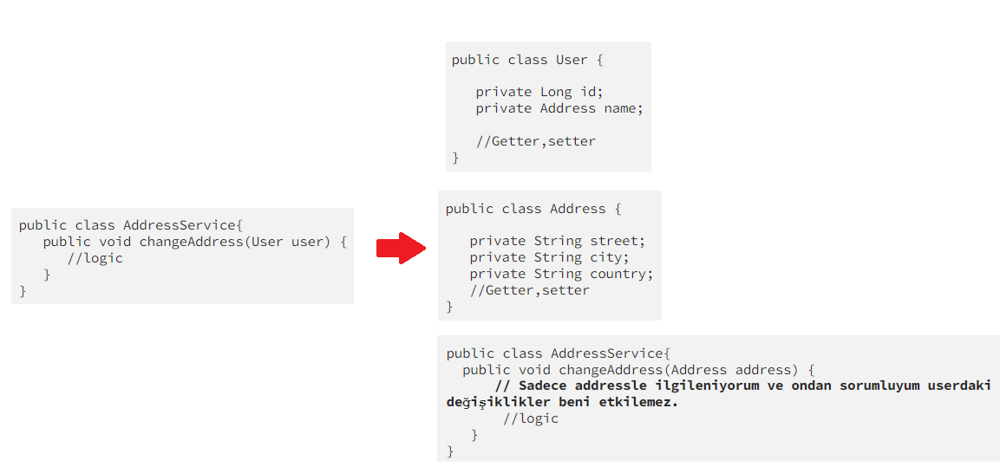 public class User {
private Long id;
private Address name;
//Getter,setter
}
public class AddressService{
public void changeAddress(User user) {
//logic
}
}
public class Address {
private String street;
private String city;
private String country;
//Getter,setter
}
public class AddressService{
public void changeAddress(Address address) {
// Sadece addressle ilgileniyorum ve ondan sorumluyum userdaki
değişiklikler beni etkilemez.
//logic
}
}